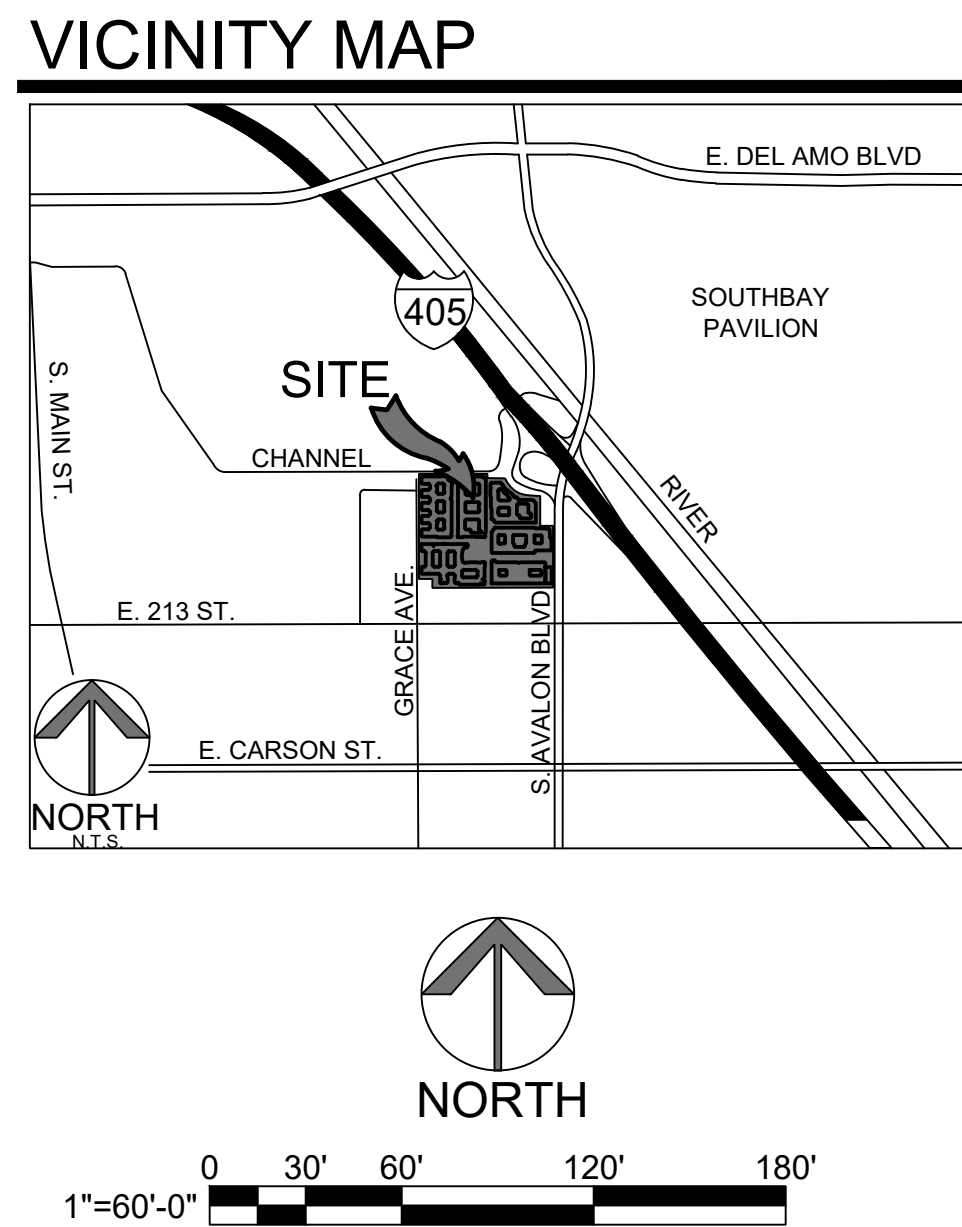 VICINITY MAP
E. DEL AMO BLVD
SOUTHBAY
PAVILION
405
SITE
S. MAIN ST.
CHANNEL
RIVER
E. 213 ST.
GRACE AVE.
S. AVALON BLVD
E. CARSON ST.
NORTH
N.T.S.
NORTH
0 30' 60' 120' 180'
1"=60'-0"